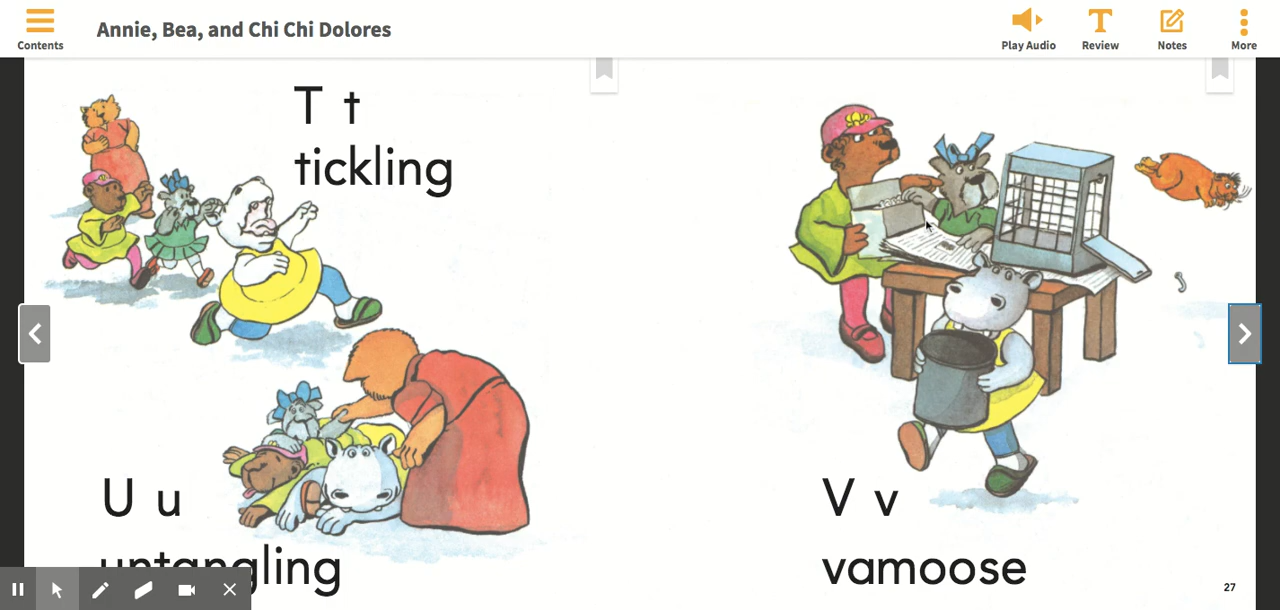 Contents
Annie, Bea, and Chi Chi Dolores
Play Audio
Review
Notes
More
T t
tickling
U u
untangling
V v
vamoose
27